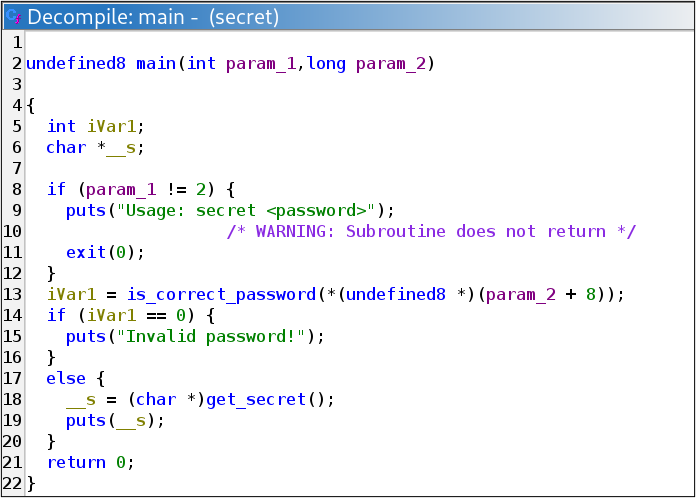 Decompile: main -  (secret)
1
2 undefined8 main(int param_1,long param_2)
3
4 {
5   int iVar1;
6   char *__s;
7
8   if (param_1 != 2) {
9     puts("Usage: secret <password>");
10                     /* WARNING: Subroutine does not return */
11     exit(0);
12   }
13   iVar1 = is_correct_password(*(undefined8 *)(param_2 + 8));
14   if (iVar1 == 0) {
15     puts("Invalid password!");
16   }
17   else {
18     __s = (char *)get_secret();
19     puts(__s);
20   }
21   return 0;
22 }